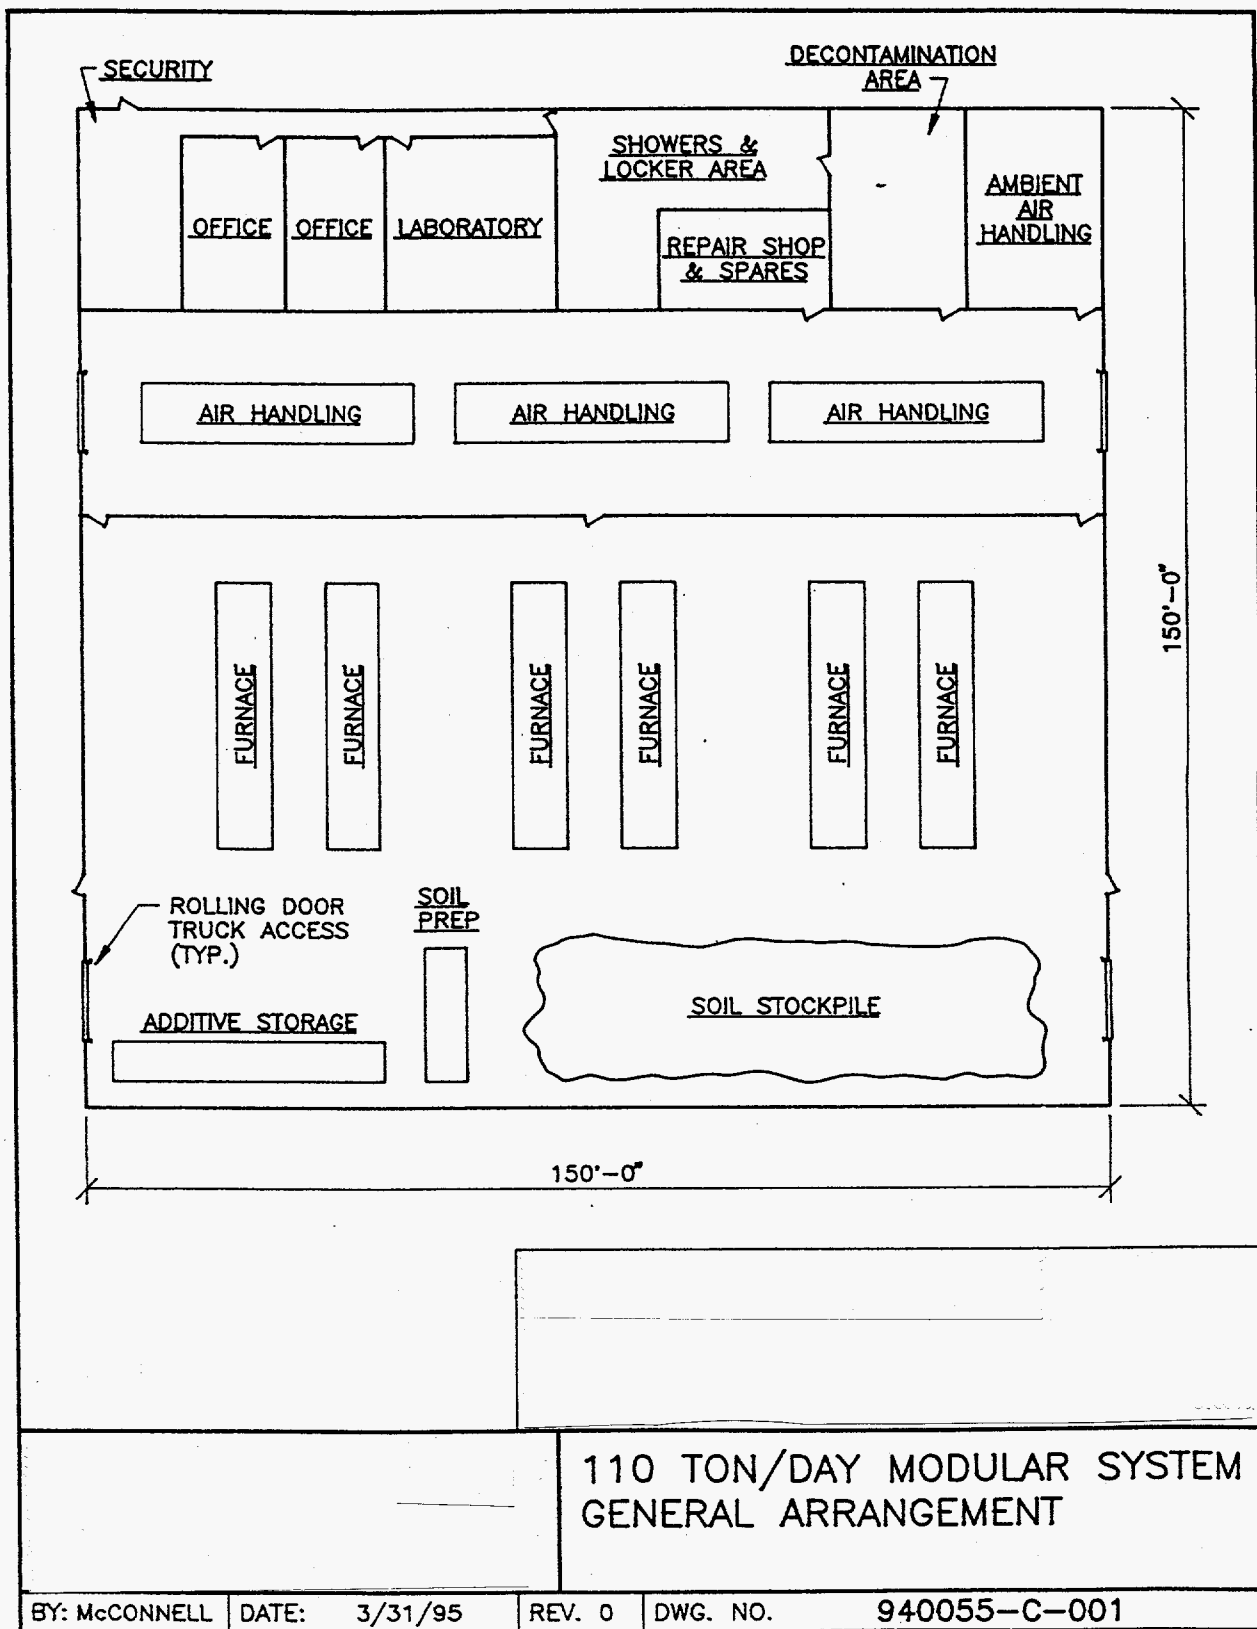 SECURITY
DECONTAMINATION
AREA
SHOWERS &
LOCKER AREA
AMBIENT
AIR
HANDLING
OFFICE
OFFICE
LABORATORY
REPAIR SHOP
& SPARES
AIR HANDLING
AIR HANDLING
AIR HANDLING
150'-0"
FURNACE
FURNACE
FURNACE
FURNACE
FURNACE
FURNACE
ROLLING DOOR
TRUCK ACCESS
(TYP.)
SOIL
PREP
SOIL STOCKPILE
ADDITIVE STORAGE
150'-0"
110 TON/DAY MODULAR SYSTEM
GENERAL ARRANGEMENT
BY: McCONNELL DATE: 3/31/95 REV. 0 DWG. NO. 940055-C-001